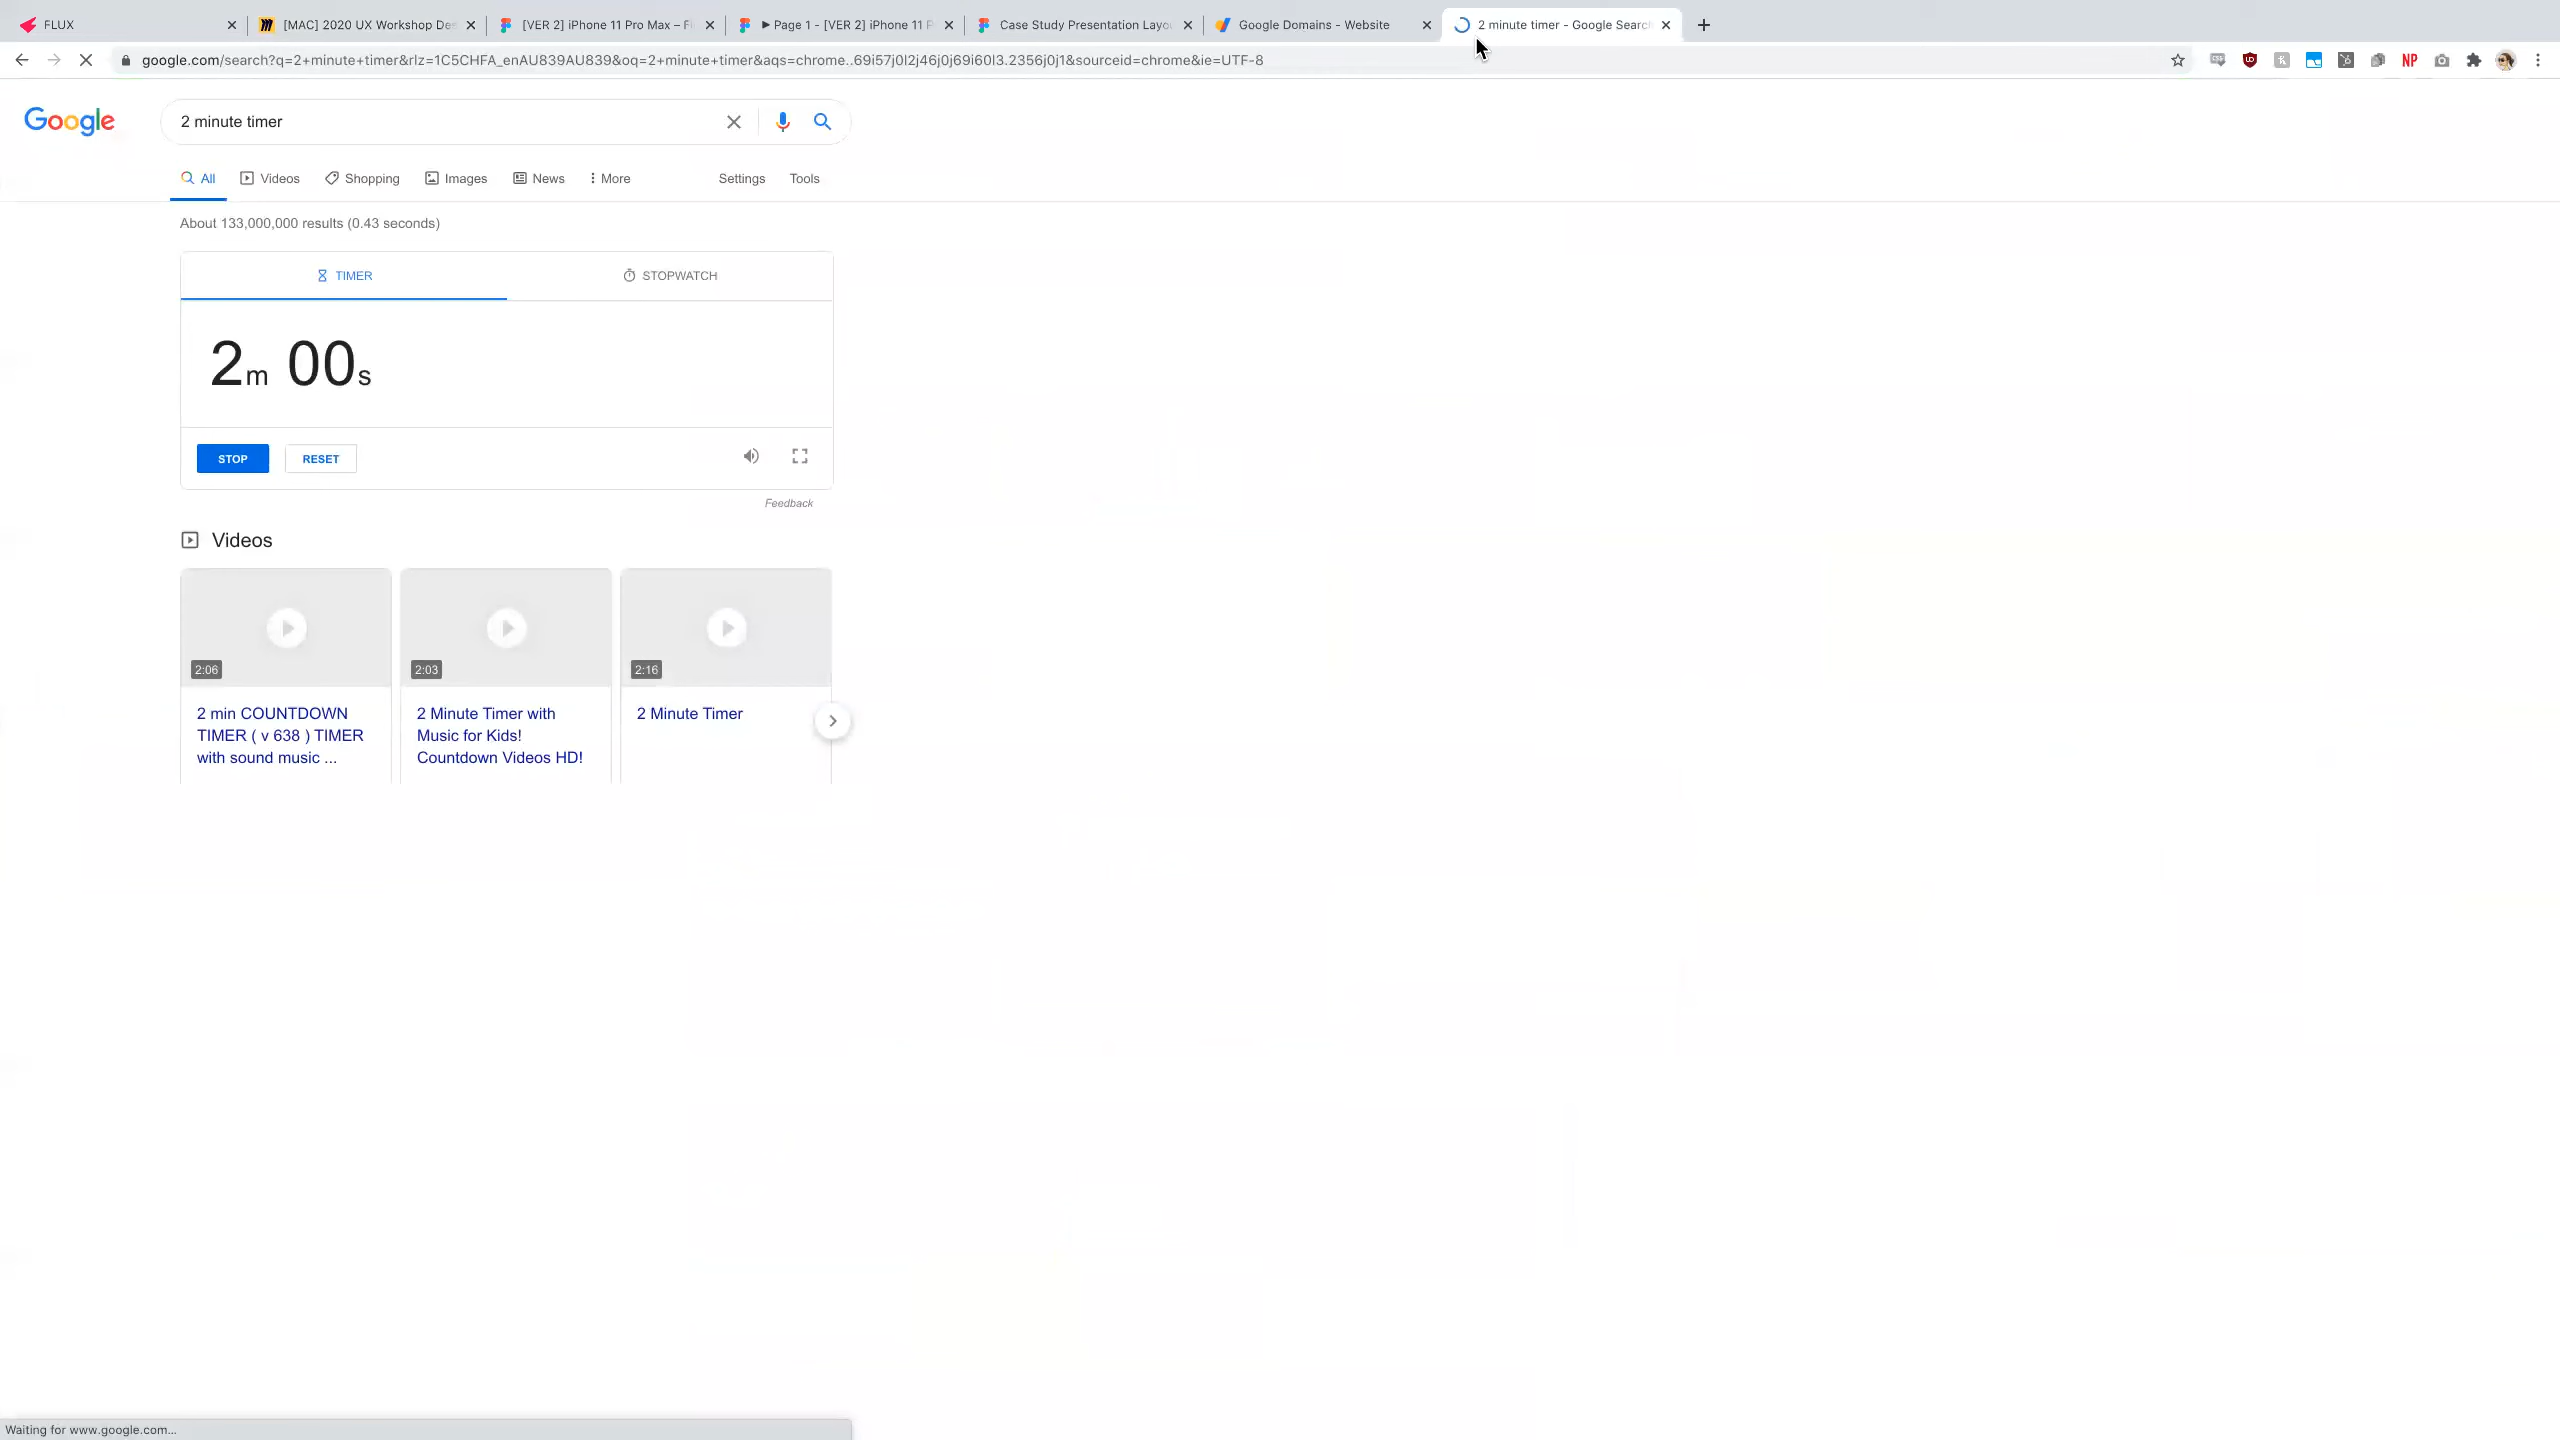 FLUX
[MAC] 2020 UX Workshop Des
[VER 2] iPhone 11 Pro Max – Fi
Page 1 - [VER 2] iPhone 11 P
Case Study Presentation Layou
Google Domains - Website
2 minute timer - Google Search
google.com/search?q=2+minute+timer&rlz=1C5CHFA_enAU839AU839&oq=2+minute+timer&aqs=chrome..69i57j0l2j46j0j69i60l3.2356j0j1&sourceid=chrome&ie=UTF-8
NP
Google
2 minute timer
All Videos Shopping Images News More Settings Tools
About 133,000,000 results (0.43 seconds)
TIMER STOPWATCH
2m 00s
STOP RESET
Feedback
Videos
2:06
2 min COUNTDOWN
TIMER ( v 638 ) TIMER
with sound music ...
2:03
2 Minute Timer with
Music for Kids!
Countdown Videos HD!
2:16
2 Minute Timer
Waiting for www.google.com...